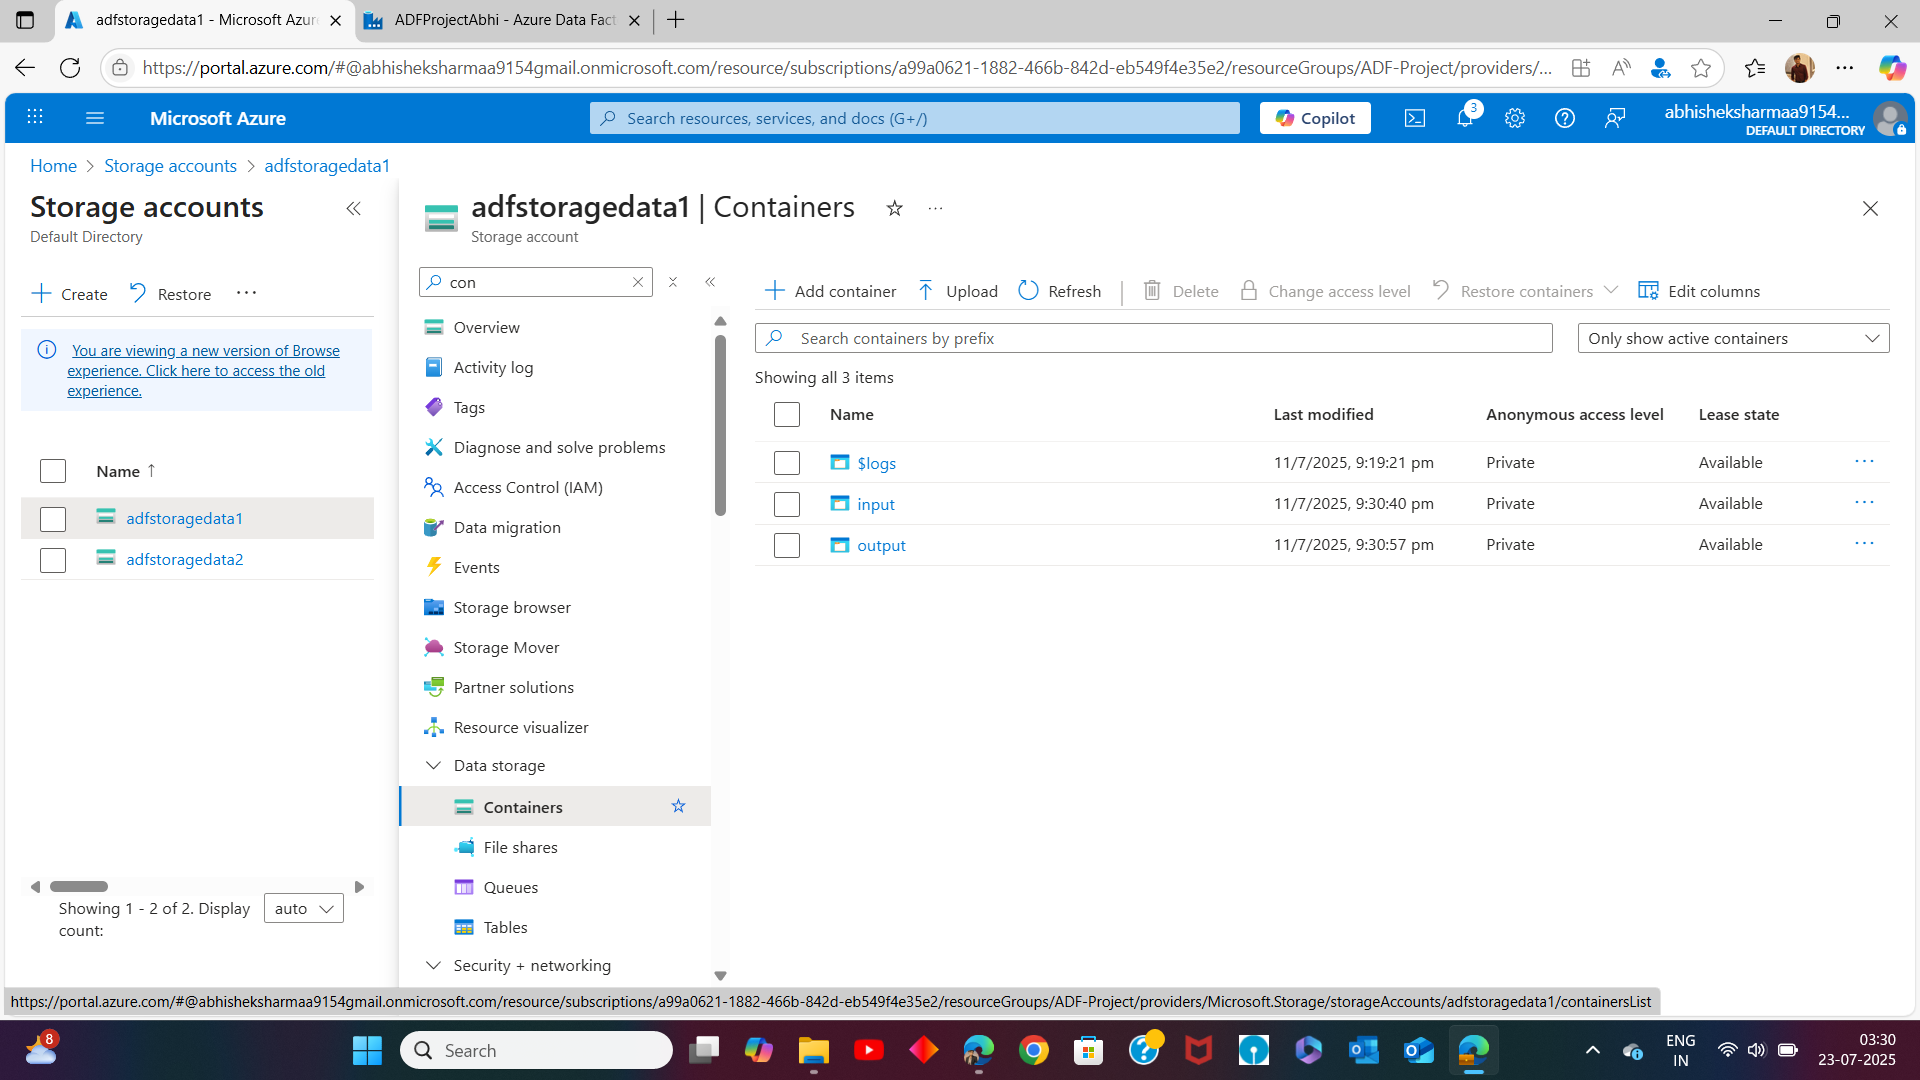 adfstoragedata1 - Microsoft Azur
ADFProjectAbhi - Azure Data Fact
https://portal.azure.com/#@abhisheksharmaa9154gmail.onmicrosoft.com/resource/subscriptions/a99a0621-1882-466b-842d-eb549f4e35e2/resourceGroups/ADF-Project/providers/...
Microsoft Azure
Search resources, services, and docs (G+/)
Copilot
3
abhisheksharmaa9154...
DEFAULT DIRECTORY
Home > Storage accounts > adfstoragedata1
Storage accounts
Default Directory
Create
Restore
...
You are viewing a new version of Browse
experience. Click here to access the old
experience.
Name ↑
adfstoragedata1
adfstoragedata2
Showing 1 - 2 of 2. Display
count:
auto
adfstoragedata1 | Containers
Storage account
con
Overview
Activity log
Tags
Diagnose and solve problems
Access Control (IAM)
Data migration
Events
Storage browser
Storage Mover
Partner solutions
Resource visualizer
Data storage
Containers
File shares
Queues
Tables
Security + networking
Add container
Upload
Refresh
Delete
Change access level
Restore containers
Edit columns
Search containers by prefix
Only show active containers
Showing all 3 items
Name Last modified Anonymous access level Lease state
$logs 11/7/2025, 9:19:21 pm Private Available ...
input 11/7/2025, 9:30:40 pm Private Available ...
output 11/7/2025, 9:30:57 pm Private Available ...
https://portal.azure.com/#@abhisheksharmaa9154gmail.onmicrosoft.com/resource/subscriptions/a99a0621-1882-466b-842d-eb549f4e35e2/resourceGroups/ADF-Project/providers/Microsoft.Storage/storageAccounts/adfstoragedata1/containersList
8
Search
ENG
IN
03:30
23-07-2025